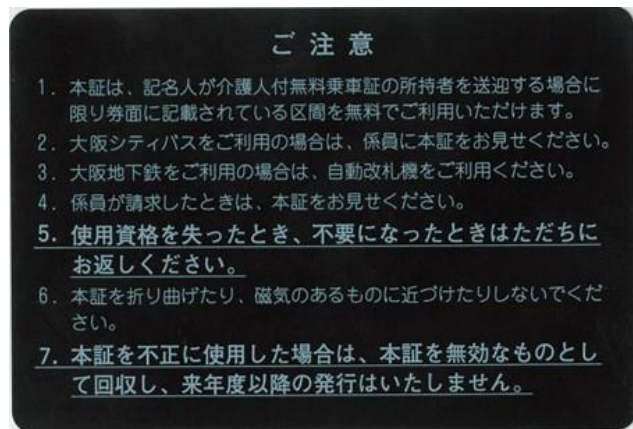 ご注意
1. 本証は、記名人が介護人付無料乗車証の所持者を送迎する場合に
限り券面に記載されている区間を無料でご利用いただけます。
2. 大阪シティバスをご利用の場合は、係員に本証をお見せください。
3. 大阪地下鉄をご利用の場合は、自動改札機をご利用ください。
4. 係員が請求したときは、本証をお見せください。
5. 使用資格を失ったとき、不要になったときはただちに
お返しください。
6. 本証を折り曲げたり、磁気のあるものに近づけたりしないでくだ
さい。
7. 本証を不正に使用した場合は、本証を無効なものとし
て回収し、来年度以降の発行はいたしません。